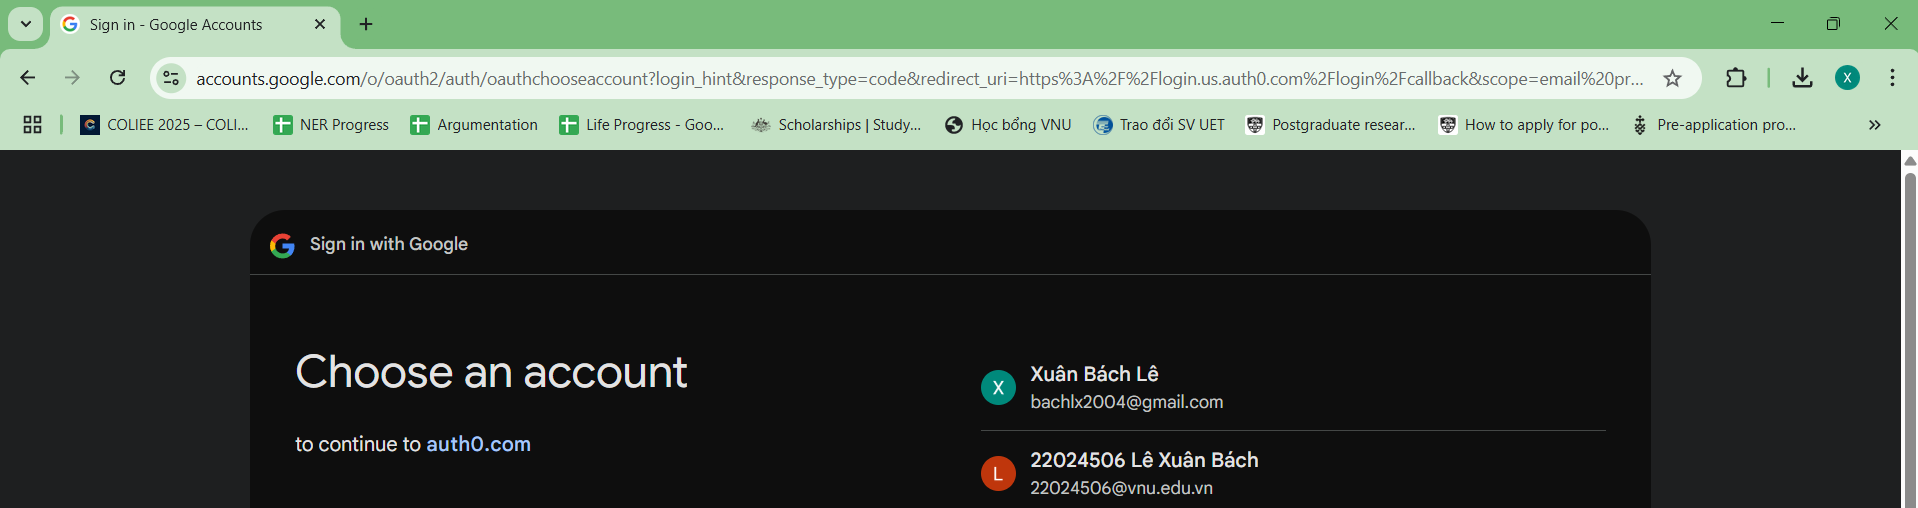 Sign in - Google Accounts
accounts.google.com/o/oauth2/auth/oauthchooseaccount?login_hint&response_type=code&redirect_uri=https%3A%2F%2Flogin.us.auth0.com%2Flogin%2Fcallback&scope=email%20pr...
X
COLIEE 2025 – COLI... NER Progress Argumentation Life Progress - Goo... Scholarships | Study... Học bổng VNU Trao đổi SV UET Postgraduate resear... How to apply for po... Pre-application pro...
Sign in with Google
Choose an account
to continue to auth0.com
X
Xuân Bách Lê
bachlx2004@gmail.com
L
22024506 Lê Xuân Bách
22024506@vnu.edu.vn